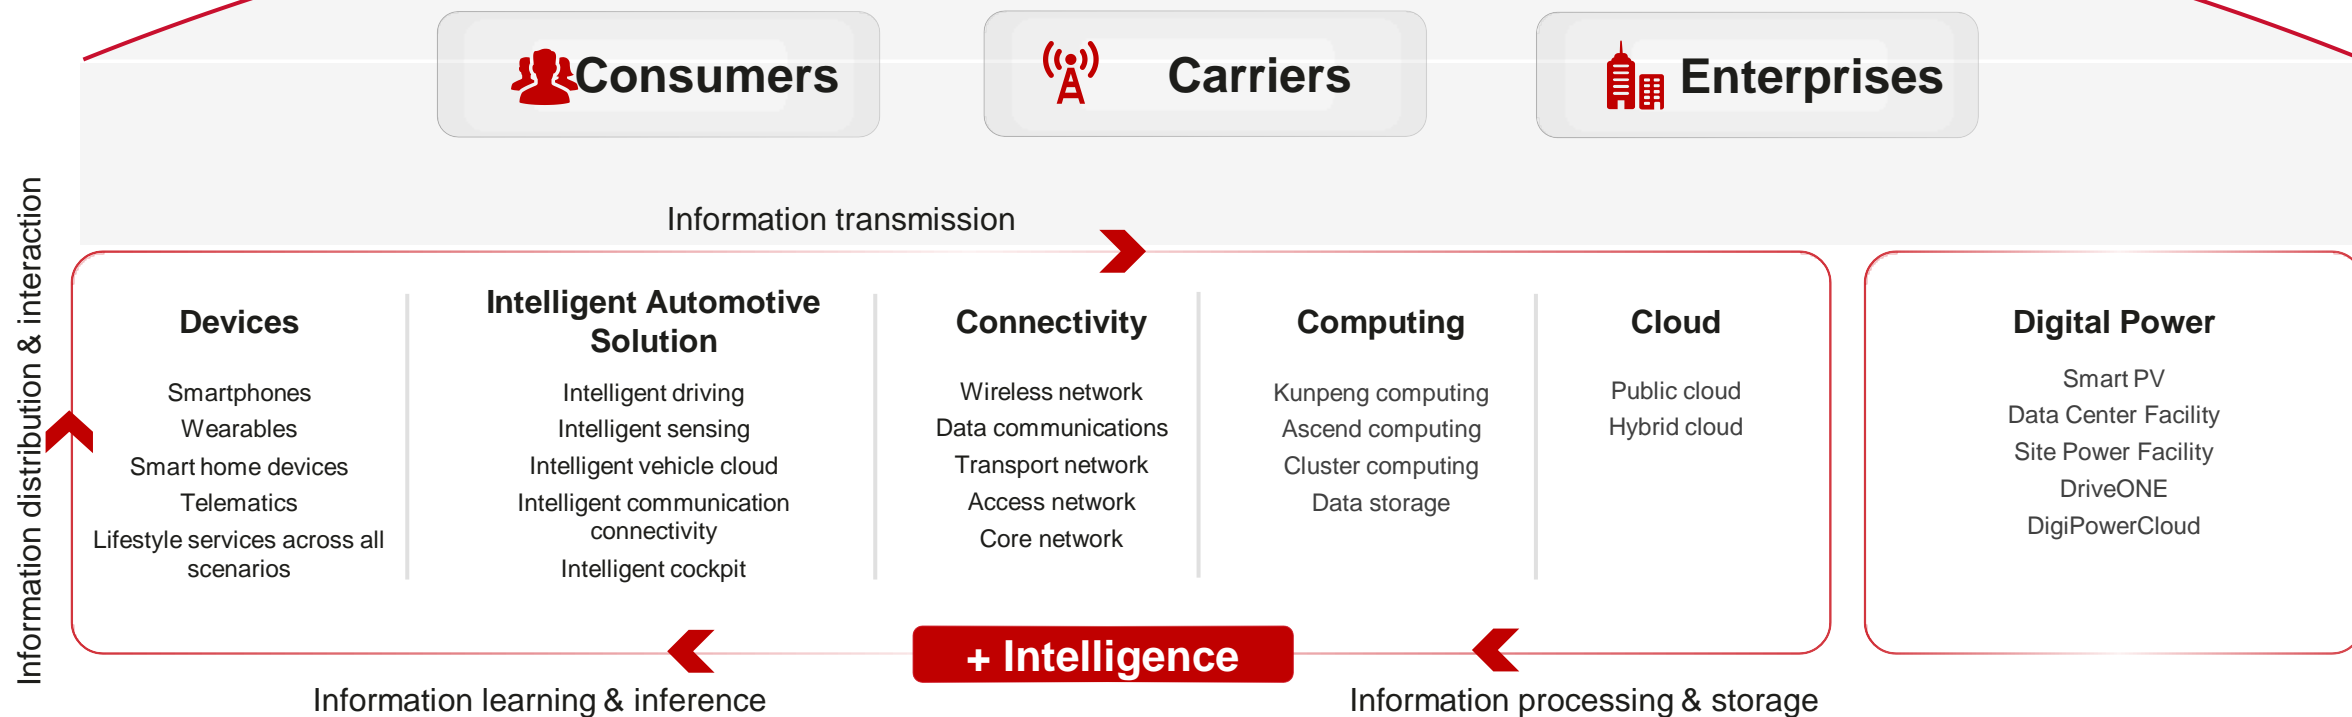 Consumers
Carriers
Enterprises
Information distribution & interaction
Information transmission
Devices
Smartphones
Wearables
Smart home devices
Telematics
Lifestyle services across all
scenarios
Intelligent Automotive
Solution
Intelligent driving
Intelligent sensing
Intelligent vehicle cloud
Intelligent communication
connectivity
Intelligent cockpit
Connectivity
Wireless network
Data communications
Transport network
Access network
Core network
Computing
Kunpeng computing
Ascend computing
Cluster computing
Data storage
Cloud
Public cloud
Hybrid cloud
Digital Power
Smart PV
Data Center Facility
Site Power Facility
DriveONE
DigiPowerCloud
+ Intelligence
Information learning & inference
Information processing & storage